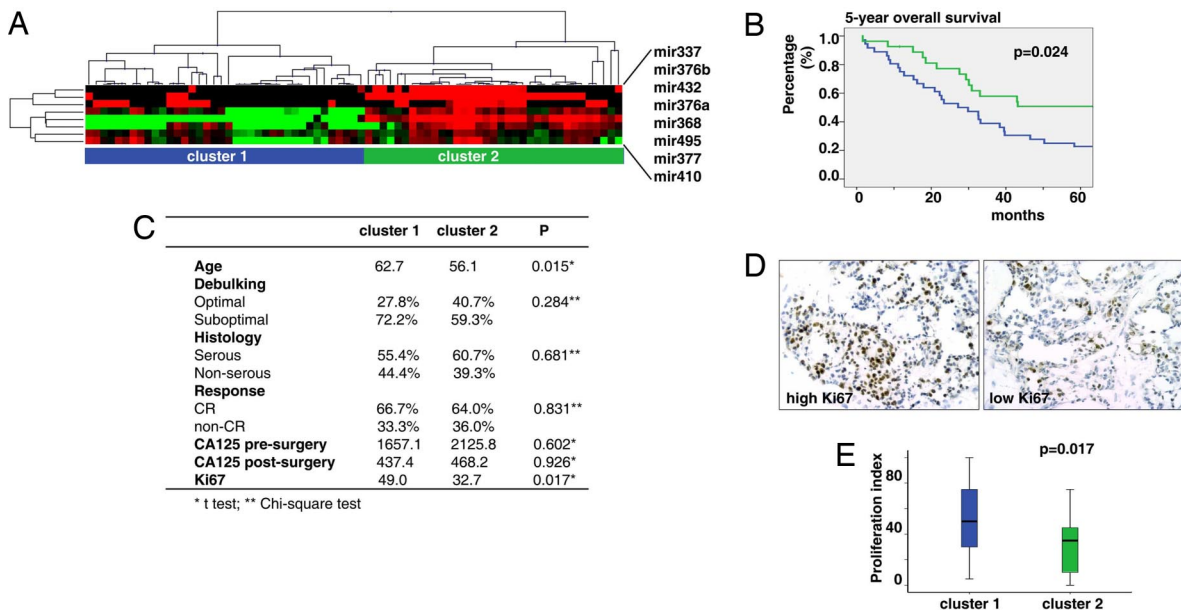 A
mir337
mir376b
mir432
mir376a
mir368
mir495
mir377
mir410
cluster 1 cluster 2
B
5-year overall survival
p=0.024
Percentage
(%)
1.0
0.8
0.6
0.4
0.2
0.0
0 20 40 60
months
C
cluster 1 cluster 2 P
Age 62.7 56.1 0.015*
Debulking
Optimal 27.8% 40.7% 0.284**
Suboptimal 72.2% 59.3%
Histology
Serous 55.4% 60.7% 0.681**
Non-serous 44.4% 39.3%
Response
CR 66.7% 64.0% 0.831**
non-CR 33.3% 36.0%
CA125 pre-surgery 1657.1 2125.8 0.602*
CA125 post-surgery 437.4 468.2 0.926*
Ki67 49.0 32.7 0.017*
* t test; ** Chi-square test
D
high Ki67 low Ki67
E
p=0.017
Proliferation index
80
40
0
cluster 1 cluster 2